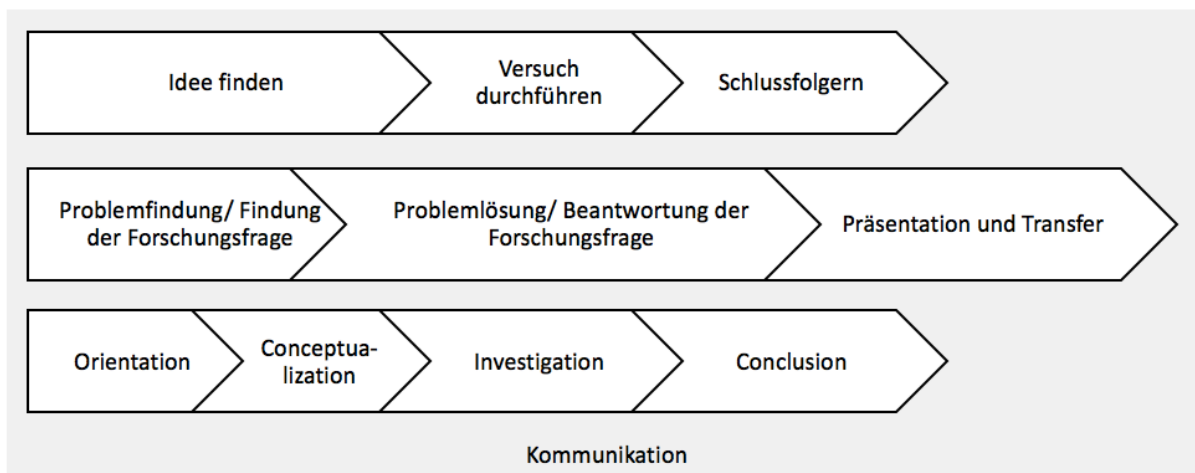 Idee finden
Versuch
durchführen
Schlussfolgern
Problemfindung/ Findung
der Forschungsfrage
Problemlösung/ Beantwortung der
Forschungsfrage
Präsentation und Transfer
Orientation
Conceptua-
lization
Investigation
Conclusion
Kommunikation